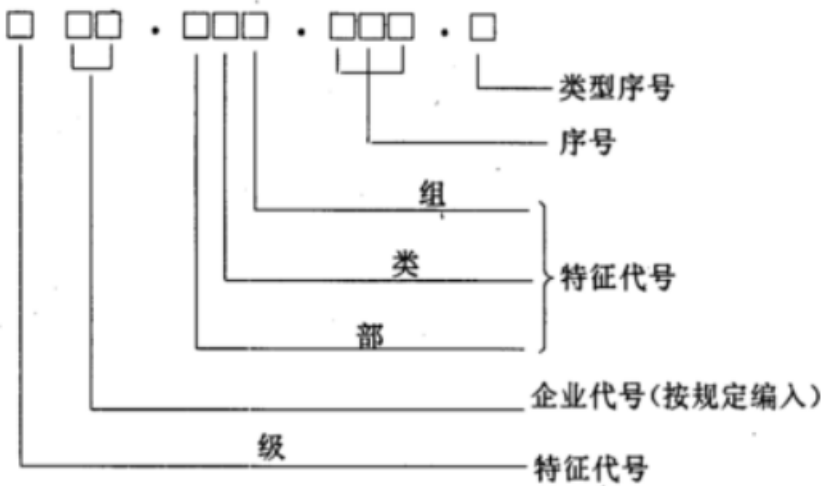 □ □□ · □□□ · □□□ · □
类型序号
序号
组
类
特征代号
部
企业代号(按规定编入)
级
特征代号